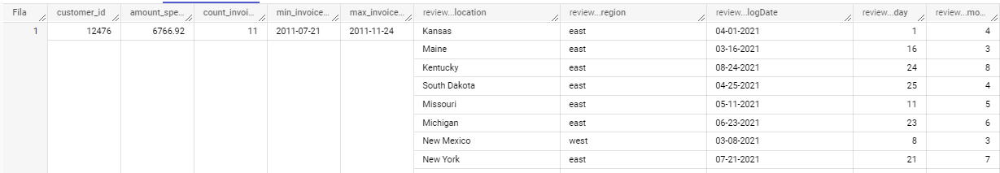 Fila customer_id amount_spe... count_invoi... min_invoice... max_invoice... review...location review...region review...logDate review...day review...mo...
1 12476 6766.92 11 2011-07-21 2011-11-24 Kansas east 04-01-2021 1 4
Maine east 03-16-2021 16 3
Kentucky east 08-24-2021 24 8
South Dakota east 04-25-2021 25 4
Missouri east 05-11-2021 11 5
Michigan east 06-23-2021 23 6
New Mexico west 03-08-2021 8 3
New York east 07-21-2021 21 7